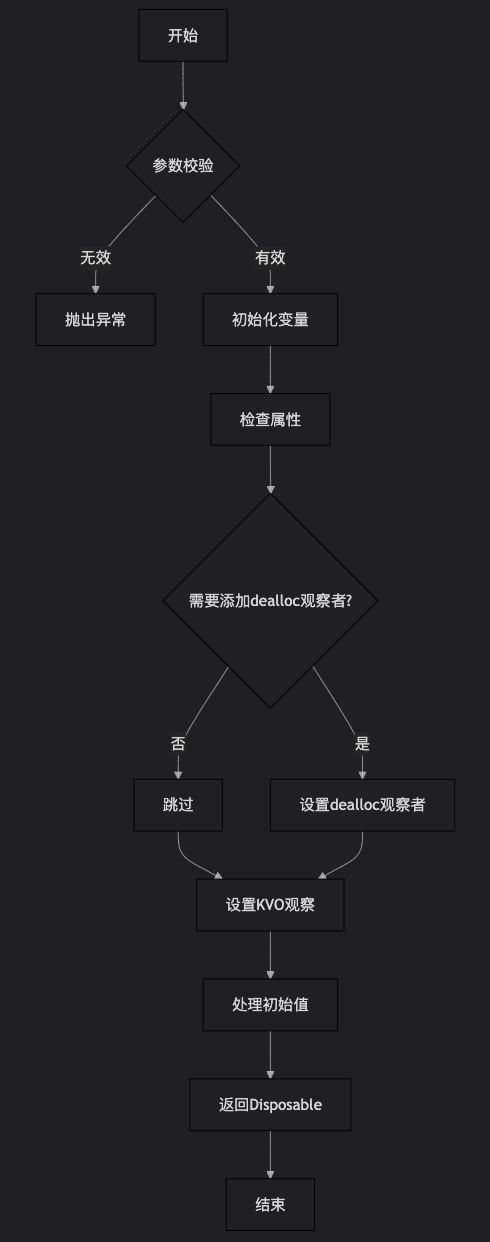 开始
参数校验
无效
有效
抛出异常
初始化变量
检查属性
需要添加dealloc观察者?
否
是
跳过
设置dealloc观察者
设置KVO观察
处理初始值
返回Disposable
结束